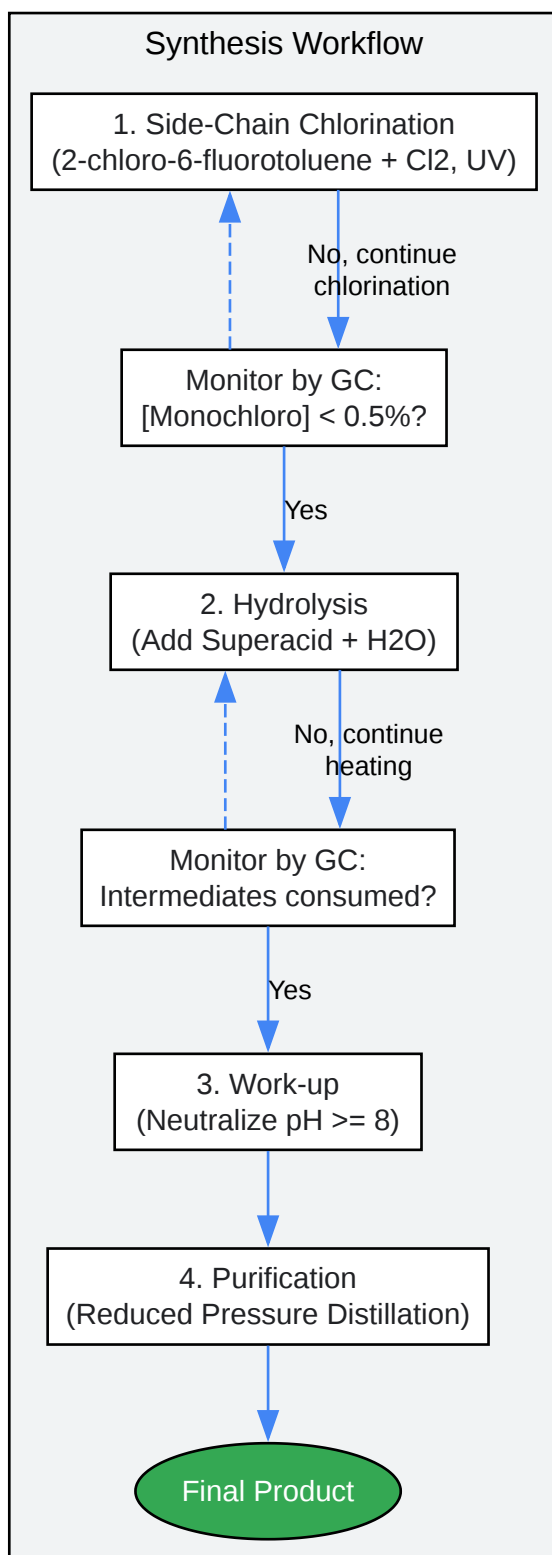 Synthesis Workflow
1. Side-Chain Chlorination
(2-chloro-6-fluorotoluene + Cl2, UV)
No, continue
chlorination
Monitor by GC:
[Monochloro] < 0.5%?
Yes
2. Hydrolysis
(Add Superacid + H2O)
No, continue
heating
Monitor by GC:
Intermediates consumed?
Yes
3. Work-up
(Neutralize pH >= 8)
4. Purification
(Reduced Pressure Distillation)
Final Product